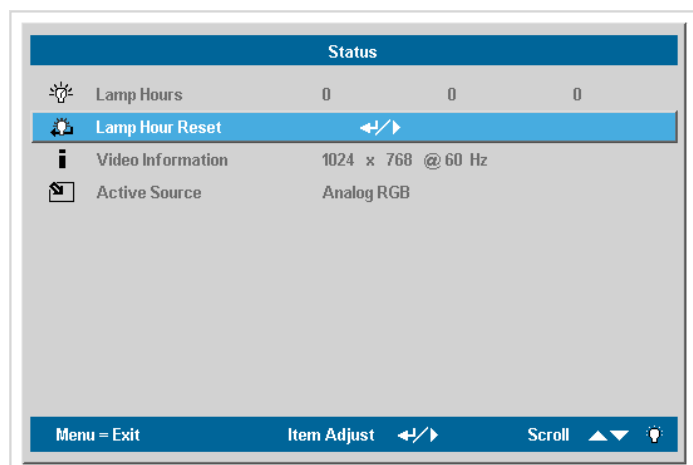 Status
Lamp Hours 0 0 0
Lamp Hour Reset
Video Information 1024 x 768 @ 60 Hz
Active Source Analog RGB
Menu = Exit Item Adjust Scroll